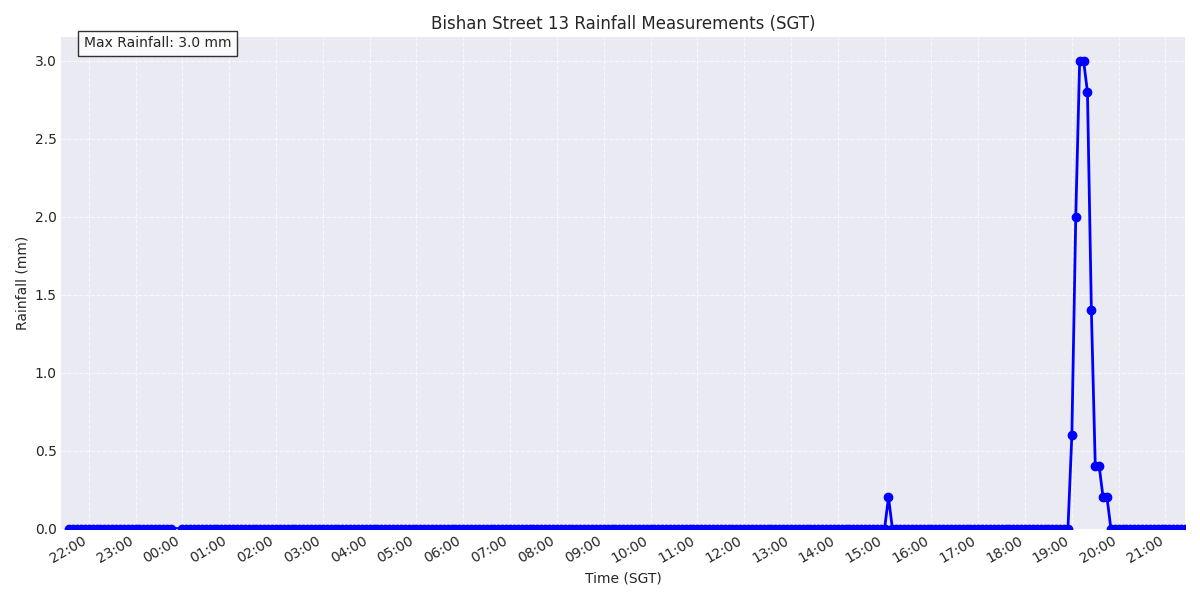 Bishan Street 13 Rainfall Measurements (SGT)
Max Rainfall: 3.0 mm
3.0
2.5
2.0
1.5
1.0
0.5
0.0
Rainfall (mm)
22:00 23:00 00:00 01:00 02:00 03:00 04:00 05:00 06:00 07:00 08:00 09:00 10:00 11:00 12:00 13:00 14:00 15:00 16:00 17:00 18:00 19:00 20:00 21:00
Time (SGT)